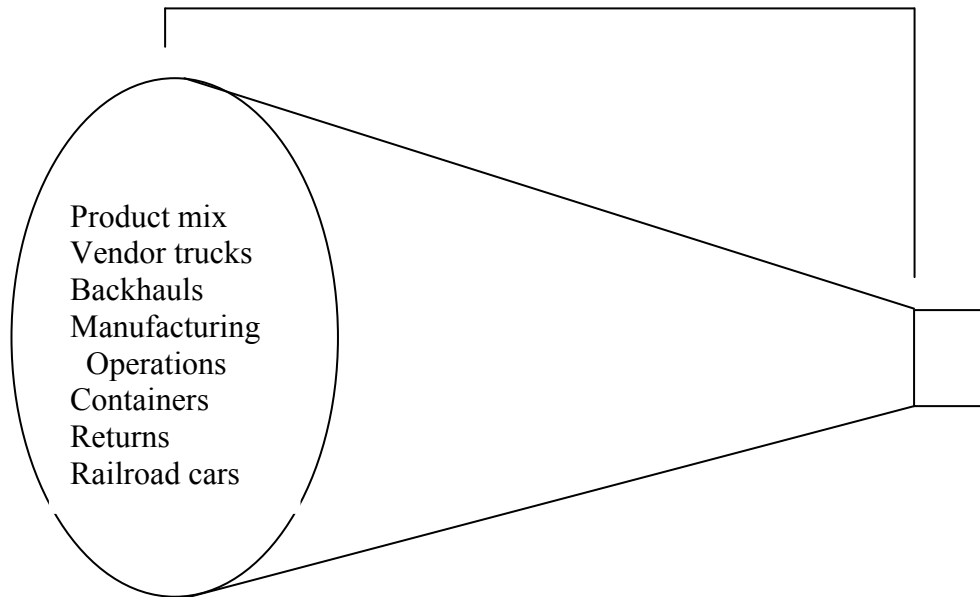 Product mix
Vendor trucks
Backhauls
Manufacturing
Operations
Containers
Returns
Railroad cars